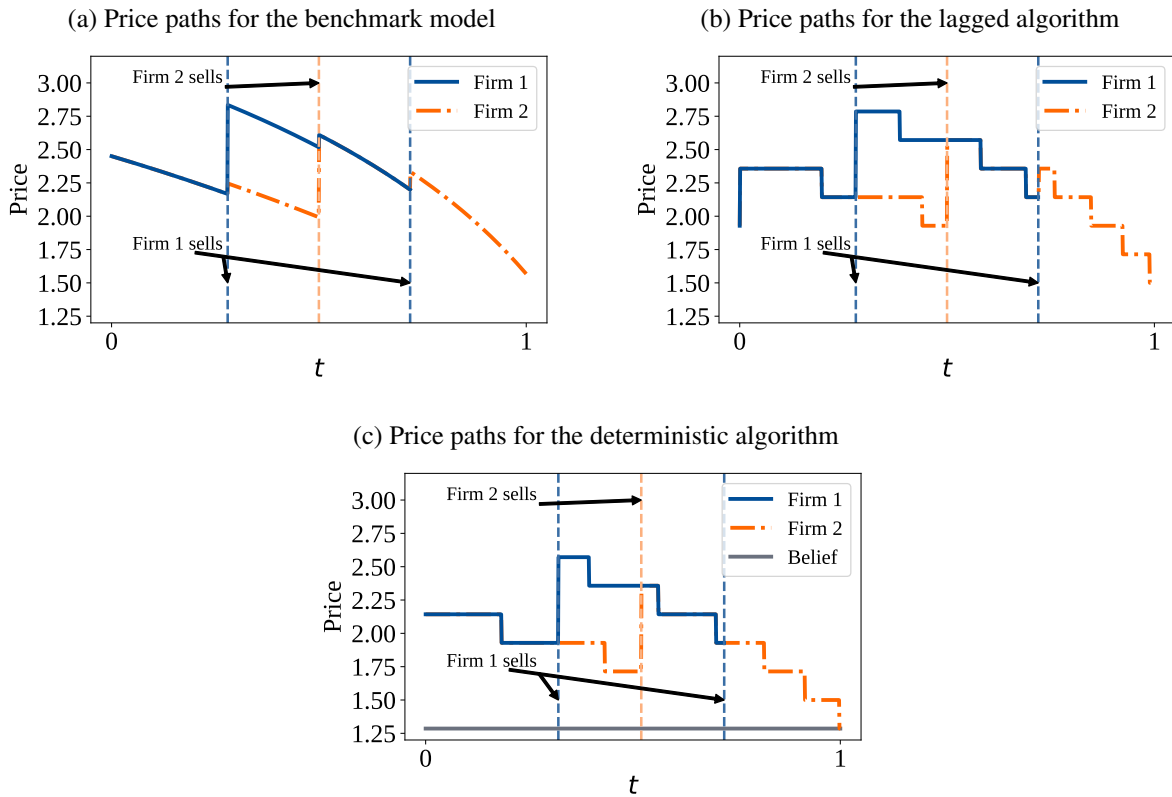 (a) Price paths for the benchmark model
3.00
2.75
2.50
2.25
2.00
1.75
1.50
1.25
Price
Firm 2 sells
Firm 1 sells
Firm 1
Firm 2
0
1
t
(b) Price paths for the lagged algorithm
3.00
2.75
2.50
2.25
2.00
1.75
1.50
1.25
Price
Firm 2 sells
Firm 1 sells
Firm 1
Firm 2
0
1
t
(c) Price paths for the deterministic algorithm
3.00
2.75
2.50
2.25
2.00
1.75
1.50
1.25
Price
Firm 2 sells
Firm 1 sells
Firm 1
Firm 2
Belief
0
1
t